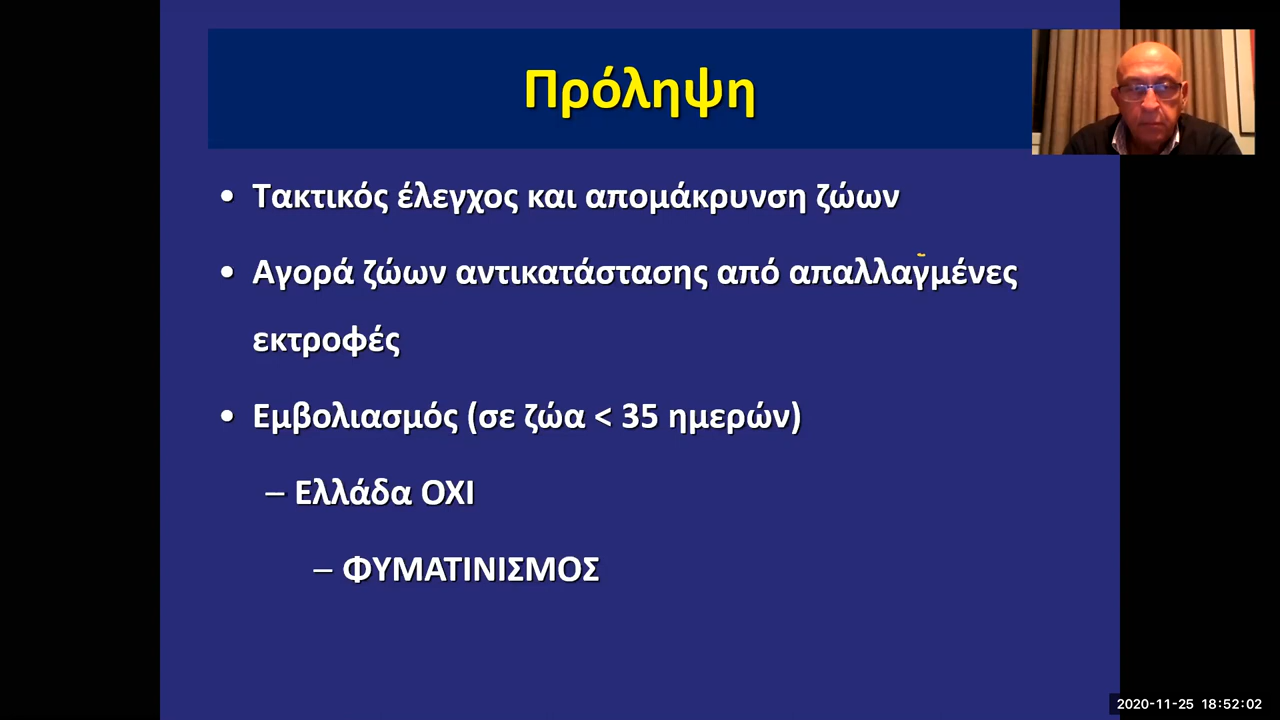 Πρόληψη
• Τακτικός έλεγχος και απομάκρυνση ζώων
• Αγορά ζώων αντικατάστασης από απαλλαγμένες
εκτροφές
• Εμβολιασμός (σε ζώα < 35 ημερών)
– Ελλάδα ΟΧΙ
– ΦΥΜΑΤΙΝΙΣΜΟΣ
2020-11-25 18:52:02